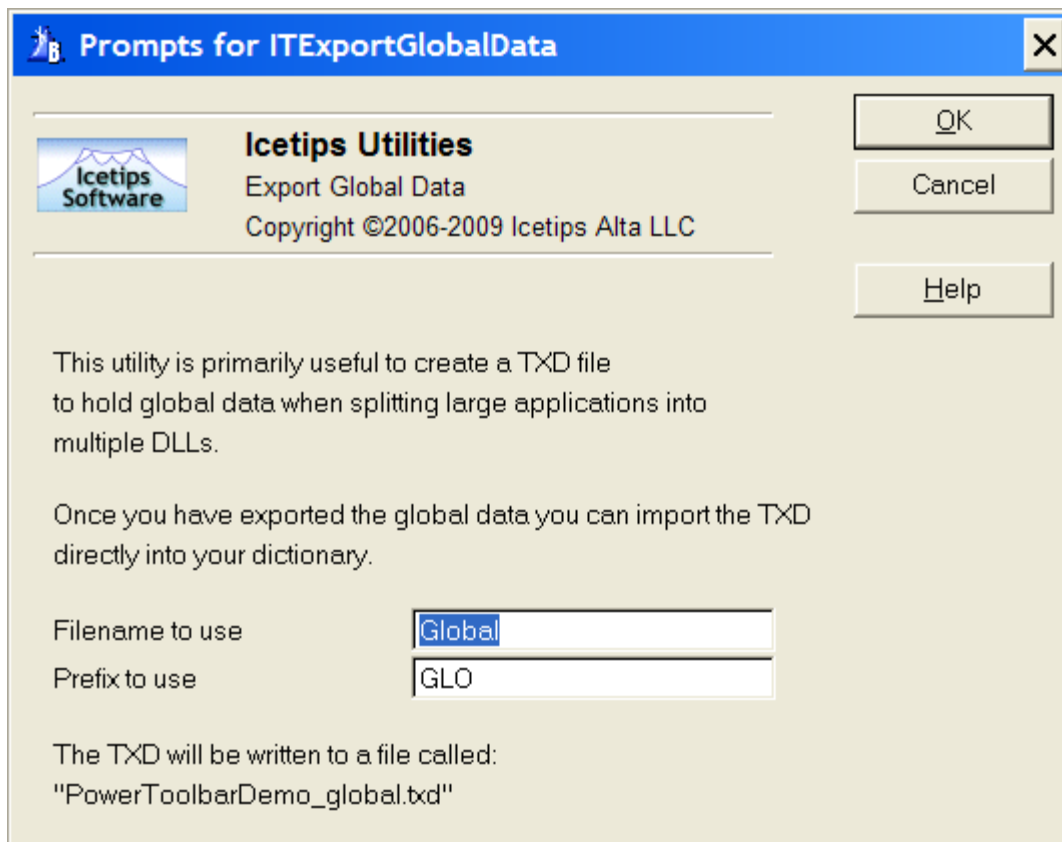 Prompts for ITExportGlobalData
Icetips
Software
Icetips Utilities
Export Global Data
Copyright ©2006-2009 Icetips Alta LLC
OK
Cancel
Help
This utility is primarily useful to create a TXD file
to hold global data when splitting large applications into
multiple DLLs.
Once you have exported the global data you can import the TXD
directly into your dictionary.
Filename to use
Global
Prefix to use
GLO
The TXD will be written to a file called:
"PowerToolbarDemo_global.txd"